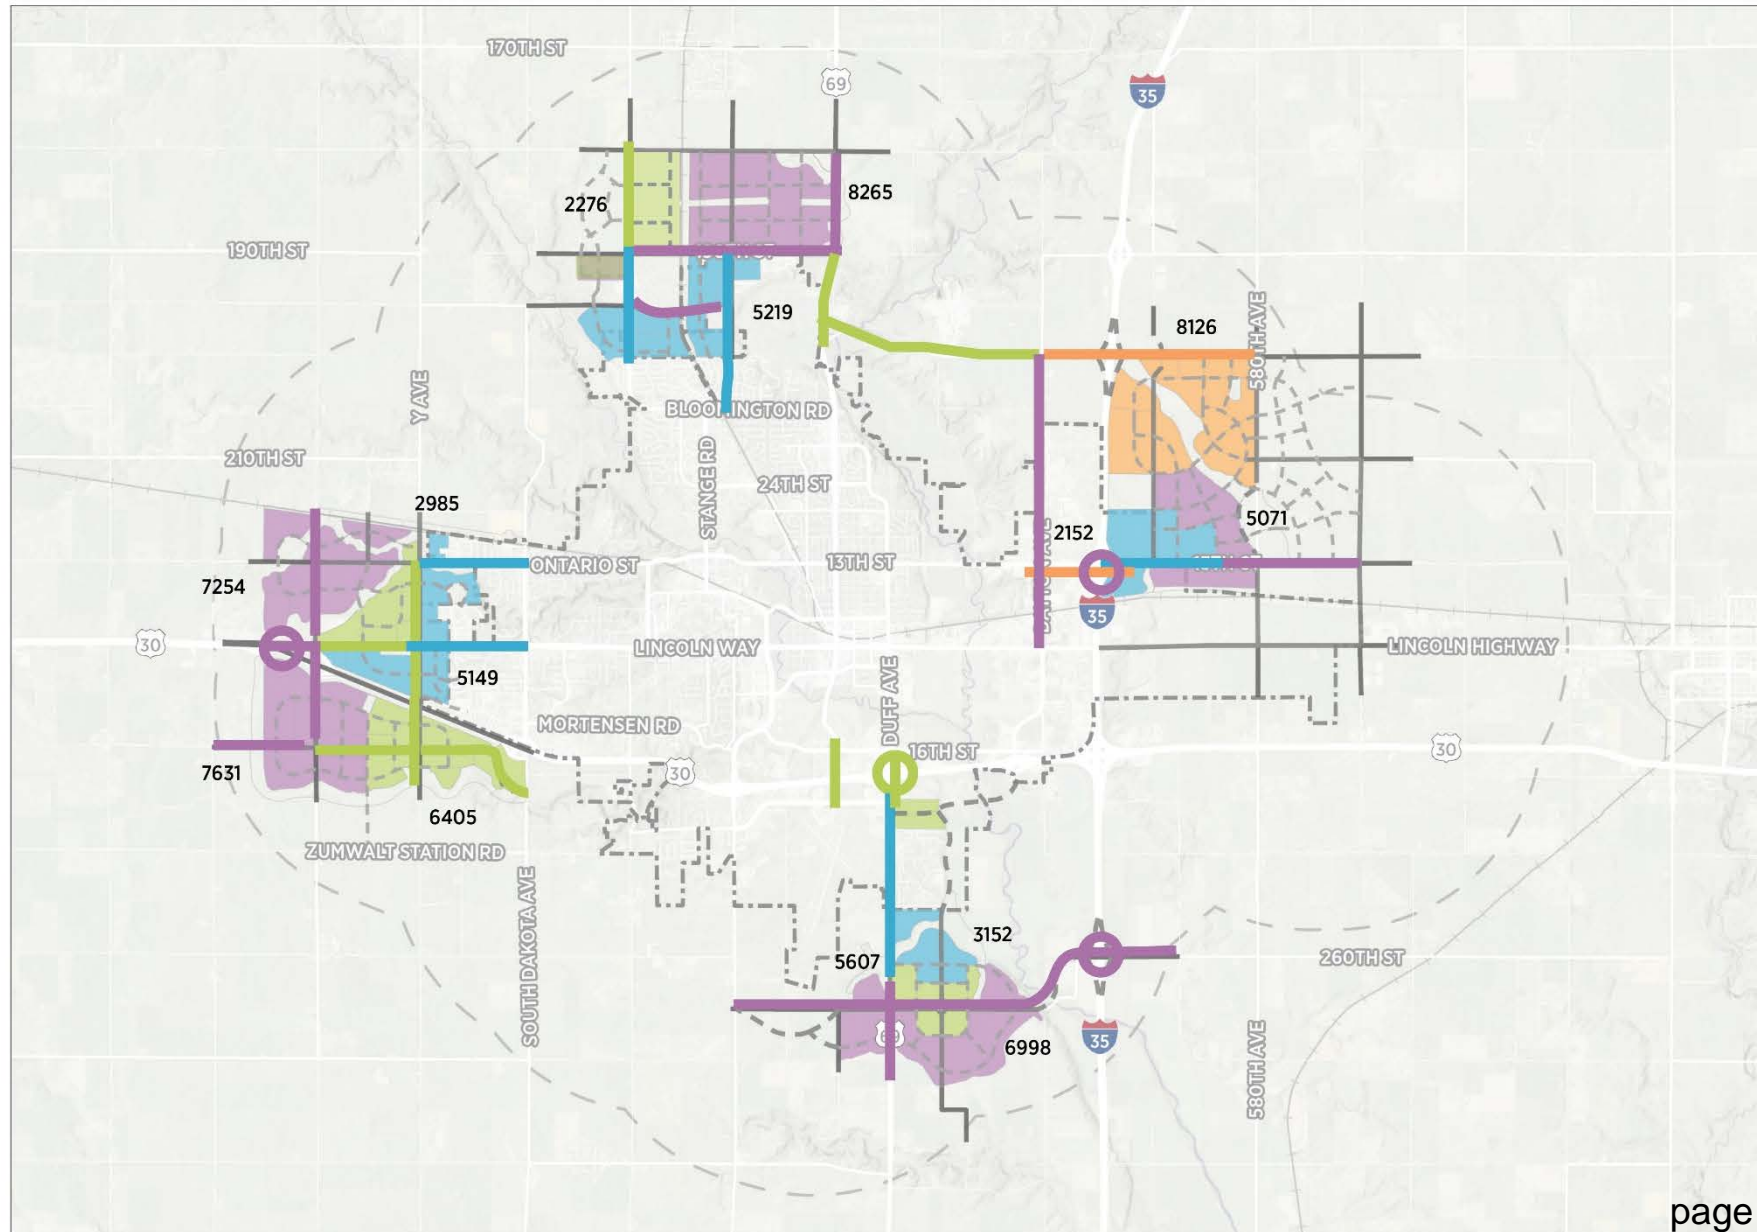 170TH ST
69
35
2276
8265
190TH ST
5219
580TH AVE
8126
Y AVE
BLOOMINGTON RD
210TH ST
STANGE RD
24TH ST
2985
2152
5071
ONTARIO ST
13TH ST
7254
35
30
LINCOLN WAY
LINCOLN HIGHWAY
5149
DUFF AVE
MORTENSEN RD
16TH ST
30
30
7631
6405
ZUMWALT STATION RD
SOUTH DAKOTA AVE
3152
5607
260TH ST
69
35
6998
580TH AVE
page